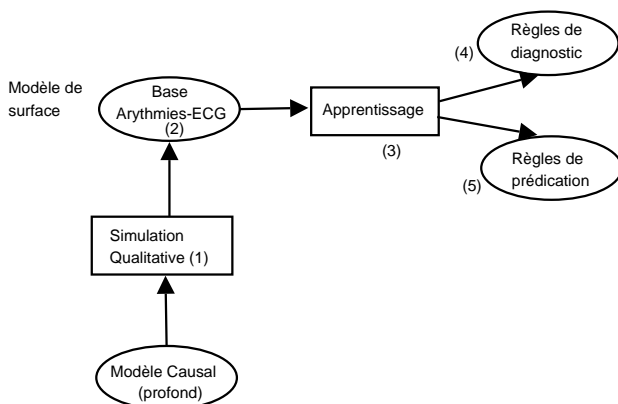 Règles de
diagnostic
(4)
Modèle de
surface
Base
Arythmies-ECG
(2)
Apprentissage
(3)
Règles de
prédication
(5)
Simulation
Qualitative (1)
Modèle Causal
(profond)